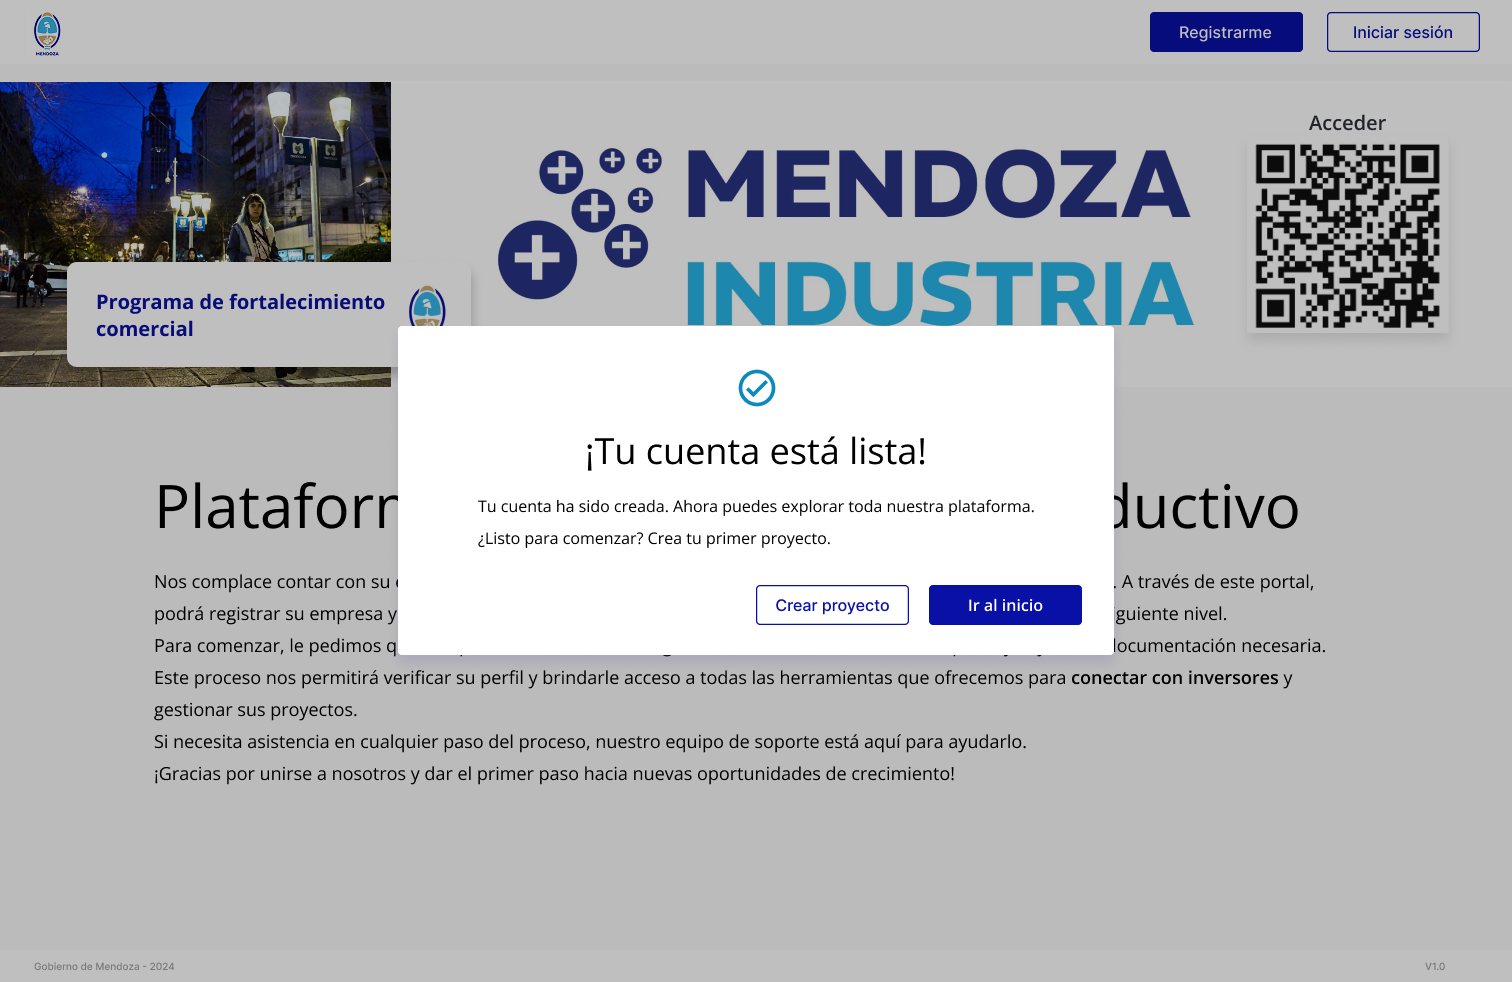 MENDOZA
Registrarme
Iniciar sesión
Acceder
MENDOZA
INDUSTRIA
Programa de fortalecimiento
comercial
¡Tu cuenta está lista!
Tu cuenta ha sido creada. Ahora puedes explorar toda nuestra plataforma.
¿Listo para comenzar? Crea tu primer proyecto.
Crear proyecto
Ir al inicio
Nos complace contar con su . A través de este portal,
podrá registrar su empresa y nivel.
Para comenzar, le pedimos necesaria.
Este proceso nos permitirá verificar su perfil y brindarle acceso a todas las herramientas que ofrecemos para conectar con inversores y
gestionar sus proyectos.
Si necesita asistencia en cualquier paso del proceso, nuestro equipo de soporte está aquí para ayudarlo.
¡Gracias por unirse a nosotros y dar el primer paso hacia nuevas oportunidades de crecimiento!
Gobierno de Mendoza - 2024
V1.0